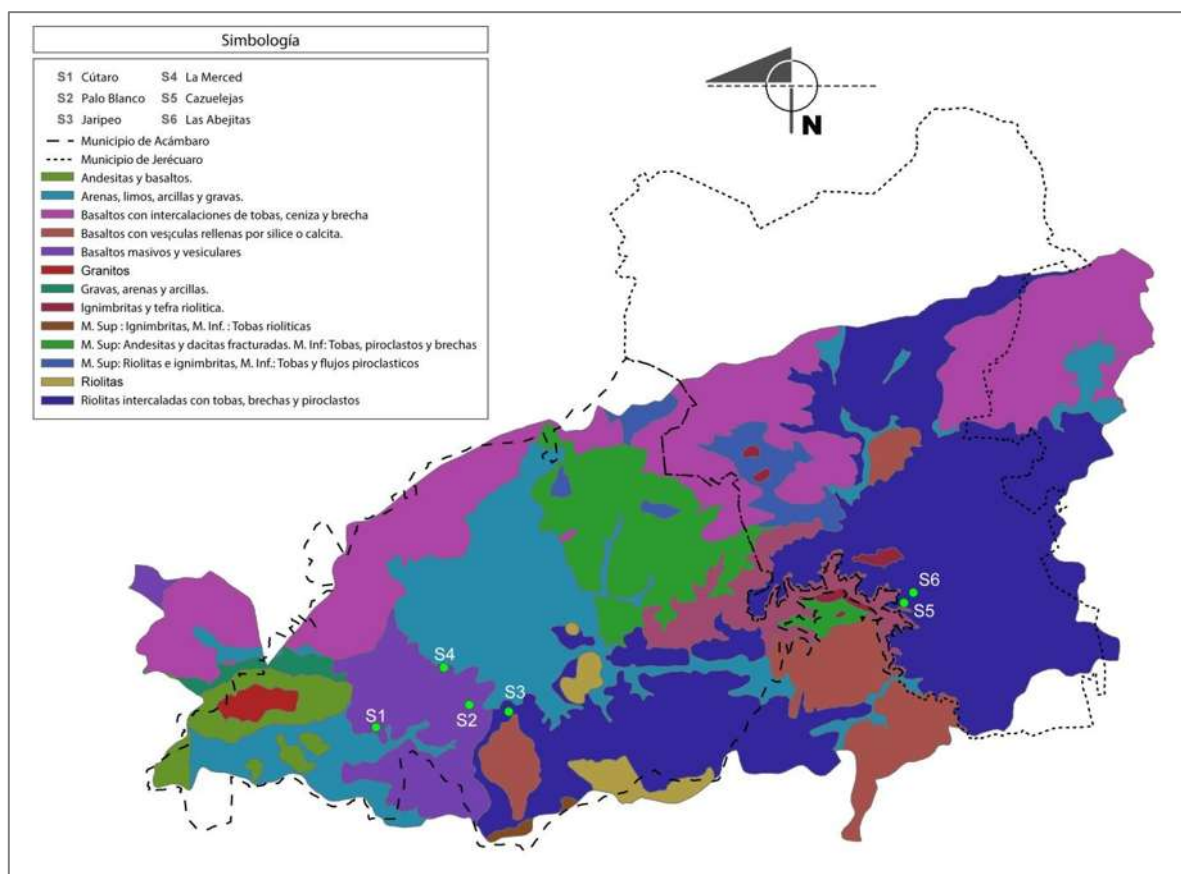 Simbología
S1 Cútaro S4 La Merced
S2 Palo Blanco S5 Cazuelejas
S3 Jaripeo S6 Las Abejitas
Municipio de Acámbaro
Municipio de Jerécuaro
Andesitas y basaltos.
Arenas, limos, arcillas y gravas.
Basaltos con intercalaciones de tobas, ceniza y brecha
Basaltos con ves¡culas rellenas por silice o calcita.
Basaltos masivos y vesiculares
Granitos
Gravas, arenas y arcillas.
Ignimbritas y tefra riolitica.
M. Sup : Ignimbritas, M. Inf. : Tobas rioliticas
M. Sup: Andesitas y dacitas fracturadas. M. Inf: Tobas, piroclastos y brechas
M. Sup: Riolitas e ignimbritas, M. Inf.: Tobas y flujos piroclasticos
Riolitas
Riolitas intercaladas con tobas, brechas y piroclastos
N
S6
S5
S4
S3
S2
S1